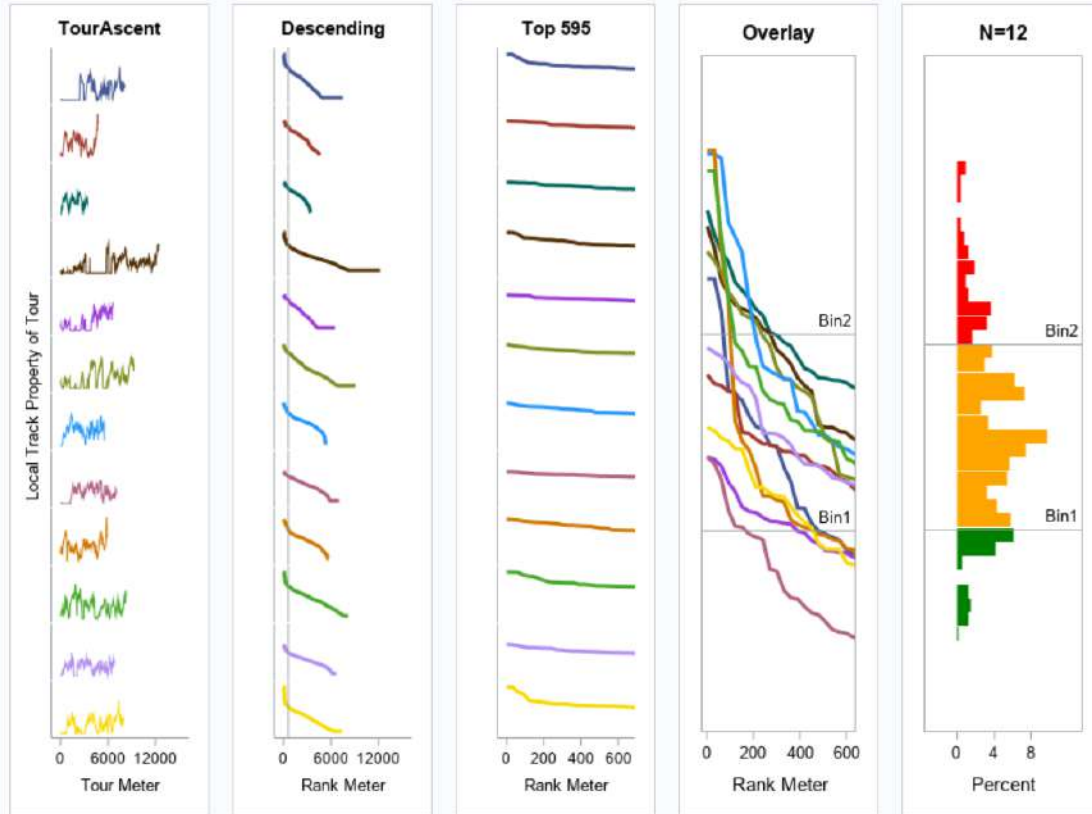 TourAscent
Descending
Top 595
Overlay
N=12
Local Track Property of Tour
Bin2
Bin1
Bin2
Bin1
0 6000 12000
0 6000 12000
0 200 400 600
0 200 400 600
0 4 8
Tour Meter
Rank Meter
Rank Meter
Rank Meter
Percent